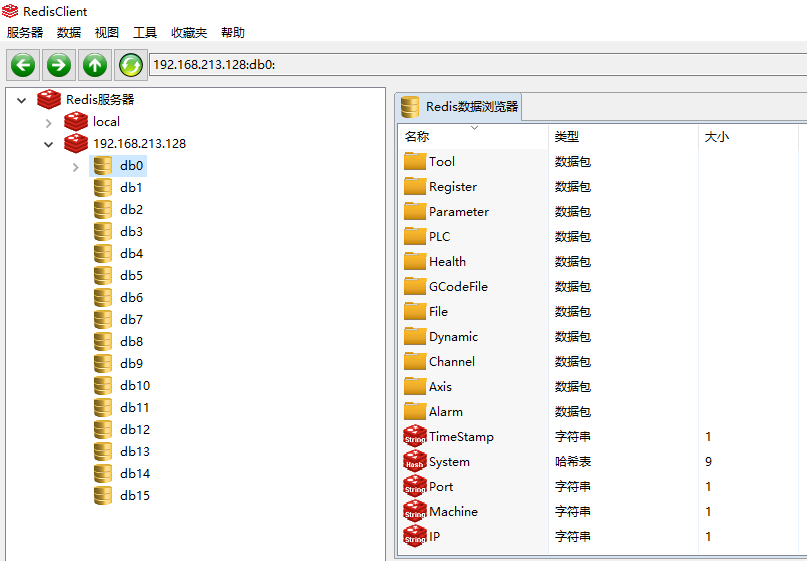 RedisClient
服务器 数据 视图 工具 收藏夹 帮助
192.168.213.128:db0:
Redis服务器
local
192.168.213.128
db0
db1
db2
db3
db4
db5
db6
db7
db8
db9
db10
db11
db12
db13
db14
db15
Redis数据浏览器
名称 类型 大小
Tool 数据包
Register 数据包
Parameter 数据包
PLC 数据包
Health 数据包
GCodeFile 数据包
File 数据包
Dynamic 数据包
Channel 数据包
Axis 数据包
Alarm 数据包
String TimeStamp 字符串 1
Hash System 哈希表 9
String Port 字符串 1
String Machine 字符串 1
String IP 字符串 1